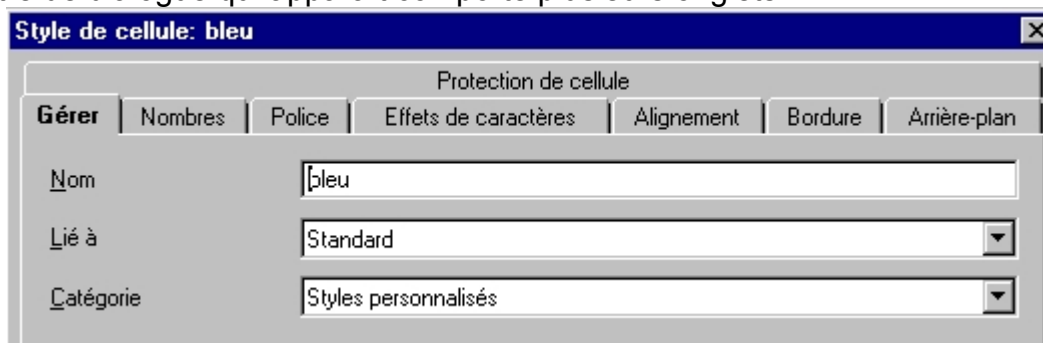 Style de cellule: bleu
Protection de cellule
Gérer Nombres Police Effets de caractères Alignement Bordure Arrière-plan
Nom bleu
Lié à Standard
Catégorie Styles personnalisés